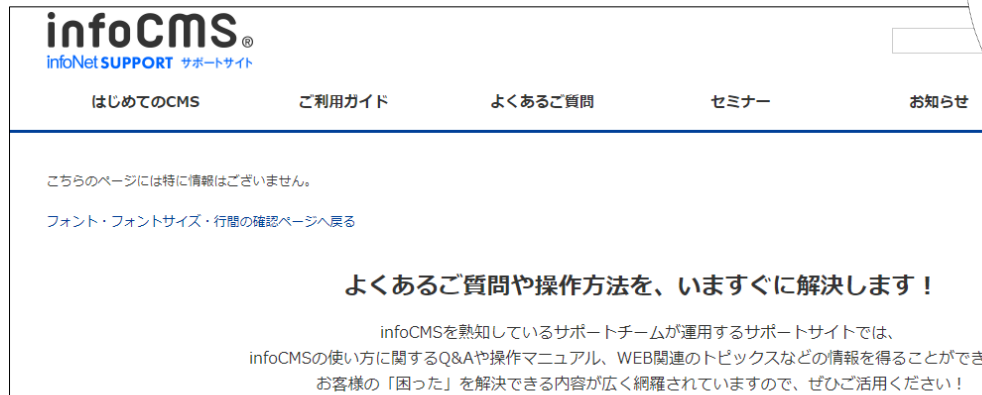 infoCMS®
infoNet SUPPORT サポートサイト
はじめてのCMS ご利用ガイド よくあるご質問 セミナー お知らせ
こちらのページには特に情報はございません。
フォント・フォントサイズ・行間の確認ページへ戻る
よくあるご質問や操作方法を、いますぐに解決します！
infoCMSを熟知しているサポートチームが運用するサポートサイトでは、
infoCMSの使い方に関するQ&Aや操作マニュアル、WEB関連のトピックスなどの情報を得ることができ
お客様の「困った」を解決できる内容が広く網羅されていますので、ぜひご活用ください！